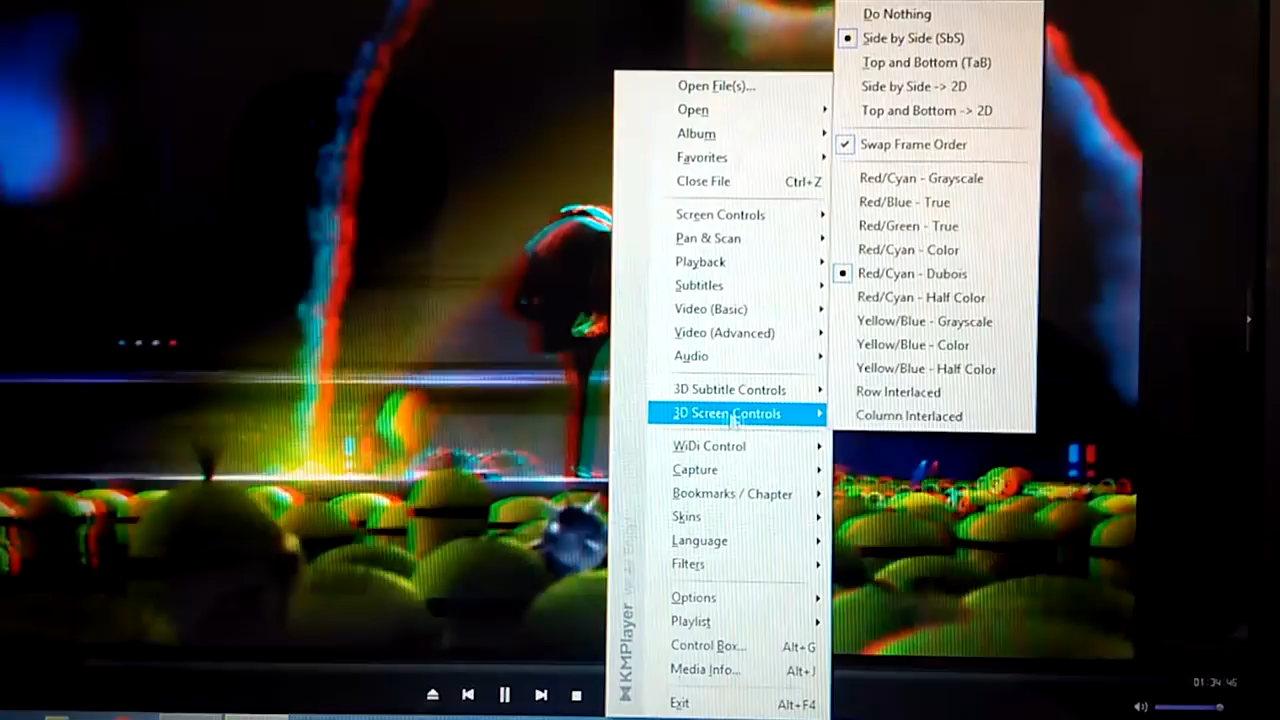 Do Nothing
Side by Side (SbS)
Top and Bottom (TaB)
Side by Side -> 2D
Top and Bottom -> 2D
Swap Frame Order
Red/Cyan - Grayscale
Red/Blue - True
Red/Green - True
Red/Cyan - Color
Red/Cyan - Dubois
Red/Cyan - Half Color
Yellow/Blue - Grayscale
Yellow/Blue - Color
Yellow/Blue - Half Color
Row Interlaced
Column Interlaced
Open File(s)...
Open
Album
Favorites
Close File Ctrl+Z
Screen Controls
Pan & Scan
Playback
Subtitles
Video (Basic)
Video (Advanced)
Audio
3D Subtitle Controls
3D Screen Controls
WiDi Control
Capture
Bookmarks / Chapter
Skins
Language
Filters
Options
Playlist
Control Box... Alt+G
Media Info... Alt+J
Exit Alt+F4
KMPlayer
01:34:46